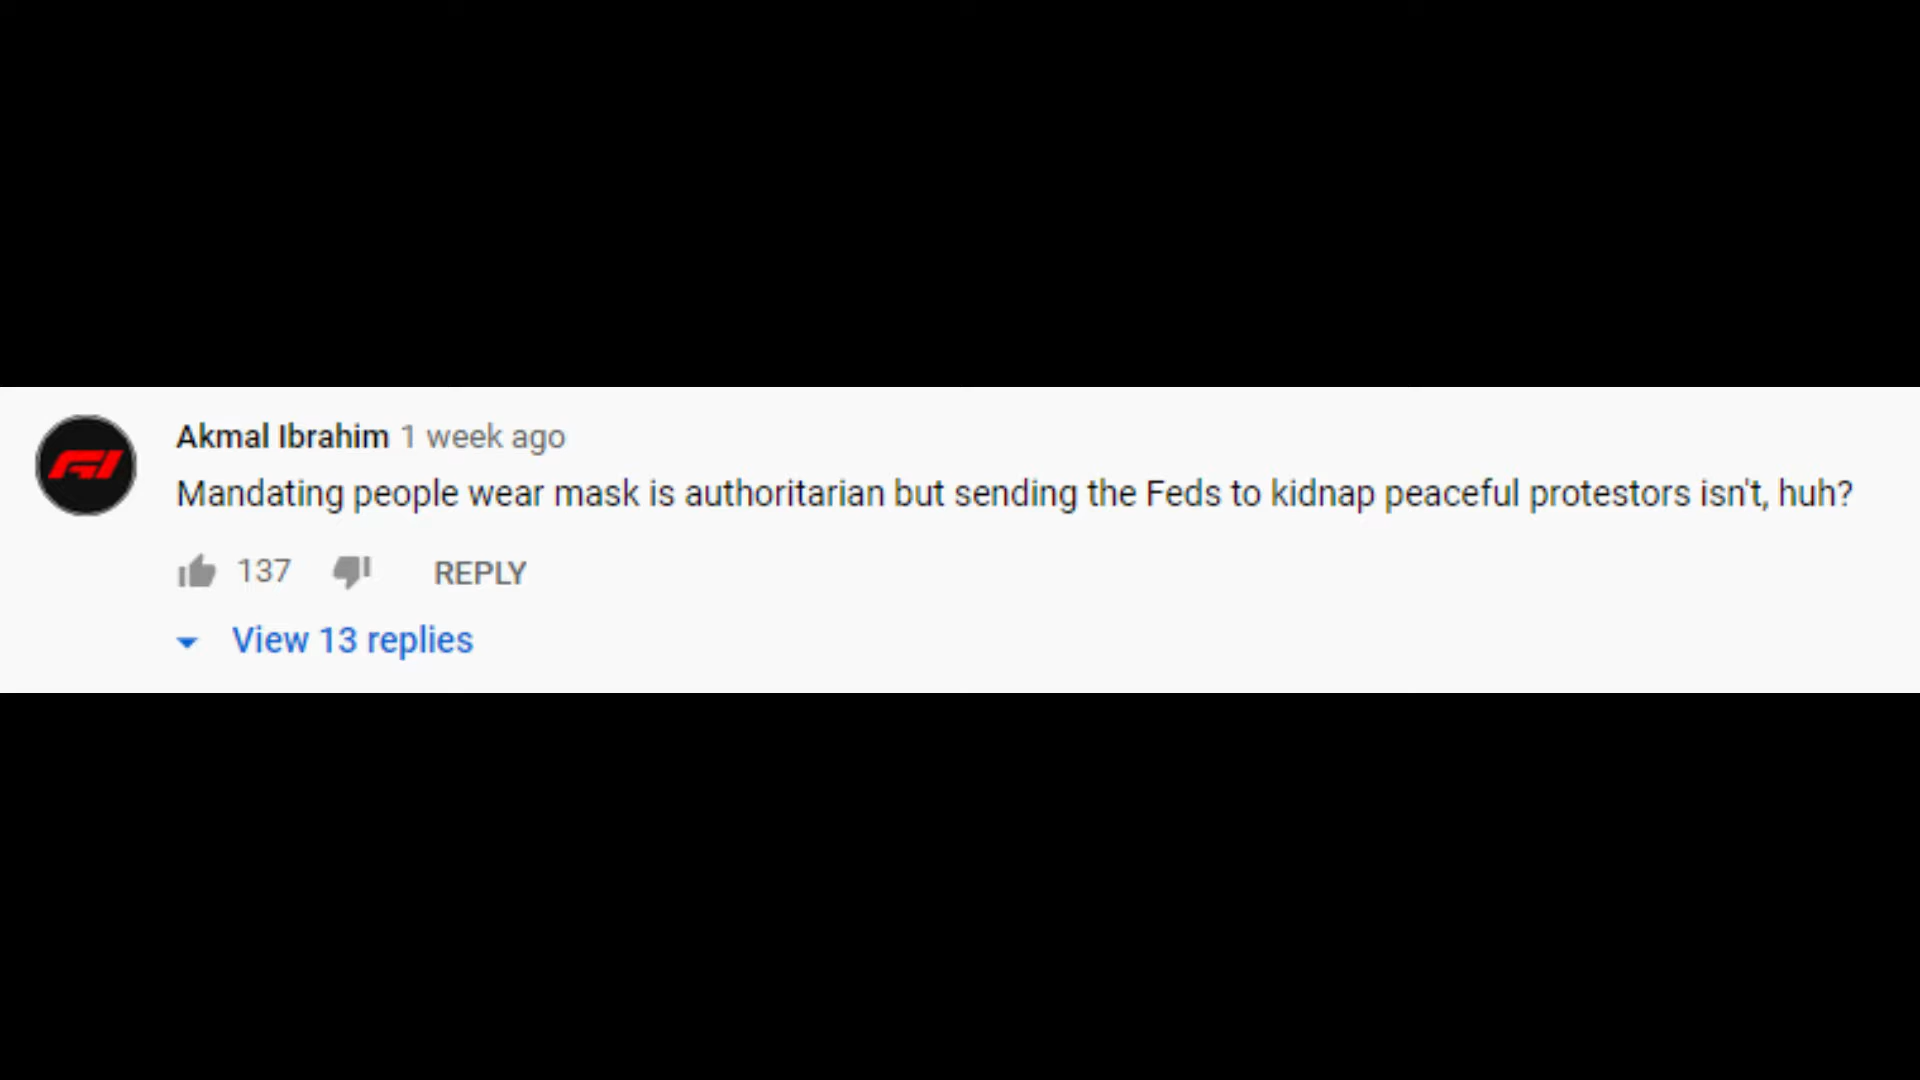 Akmal Ibrahim 1 week ago
Mandating people wear mask is authoritarian but sending the Feds to kidnap peaceful protestors isn't, huh?
137 REPLY
View 13 replies